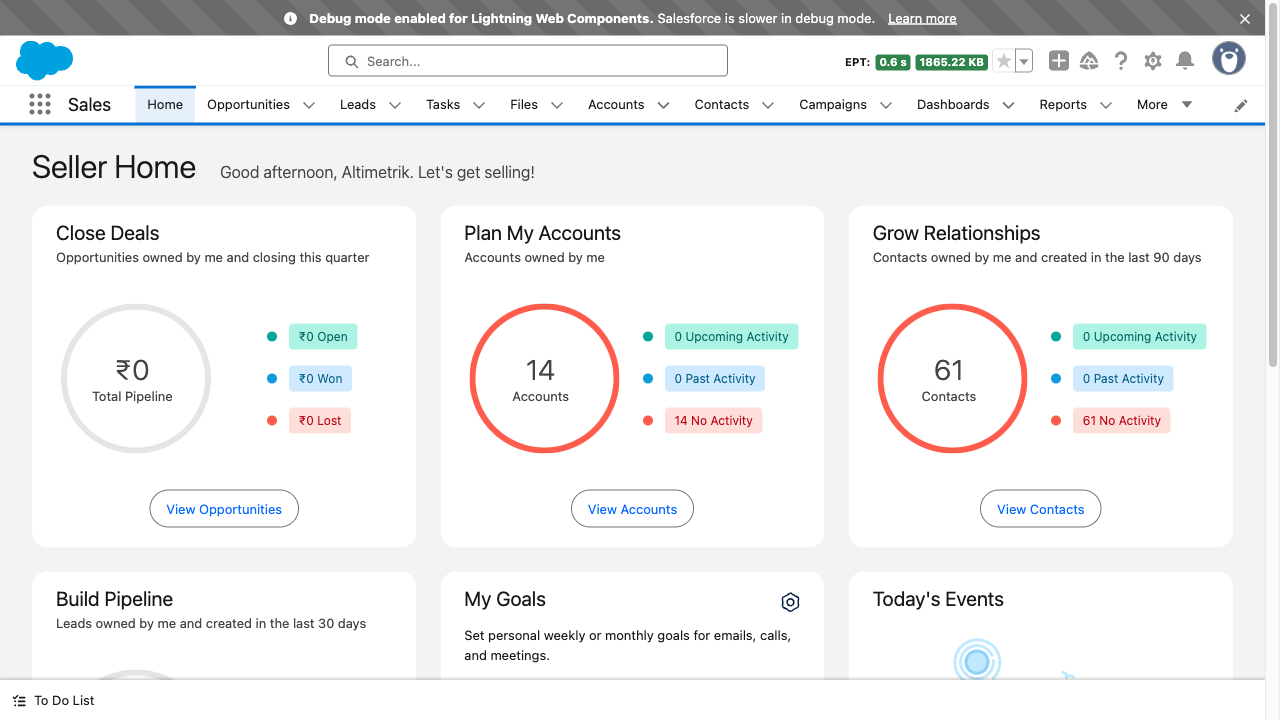 Debug mode enabled for Lightning Web Components. Salesforce is slower in debug mode. Learn more
Search...
EPT: 0.6 s 1865.22 KB
Sales
Home Opportunities Leads Tasks Files Accounts Contacts Campaigns Dashboards Reports More
Seller Home
Good afternoon, Altimetrik. Let's get selling!
Close Deals
Opportunities owned by me and closing this quarter
₹0
Total Pipeline
₹0 Open
₹0 Won
₹0 Lost
View Opportunities
Plan My Accounts
Accounts owned by me
14
Accounts
0 Upcoming Activity
0 Past Activity
14 No Activity
View Accounts
Grow Relationships
Contacts owned by me and created in the last 90 days
61
Contacts
0 Upcoming Activity
0 Past Activity
61 No Activity
View Contacts
Build Pipeline
Leads owned by me and created in the last 30 days
My Goals
Set personal weekly or monthly goals for emails, calls,
and meetings.
Today's Events
To Do List